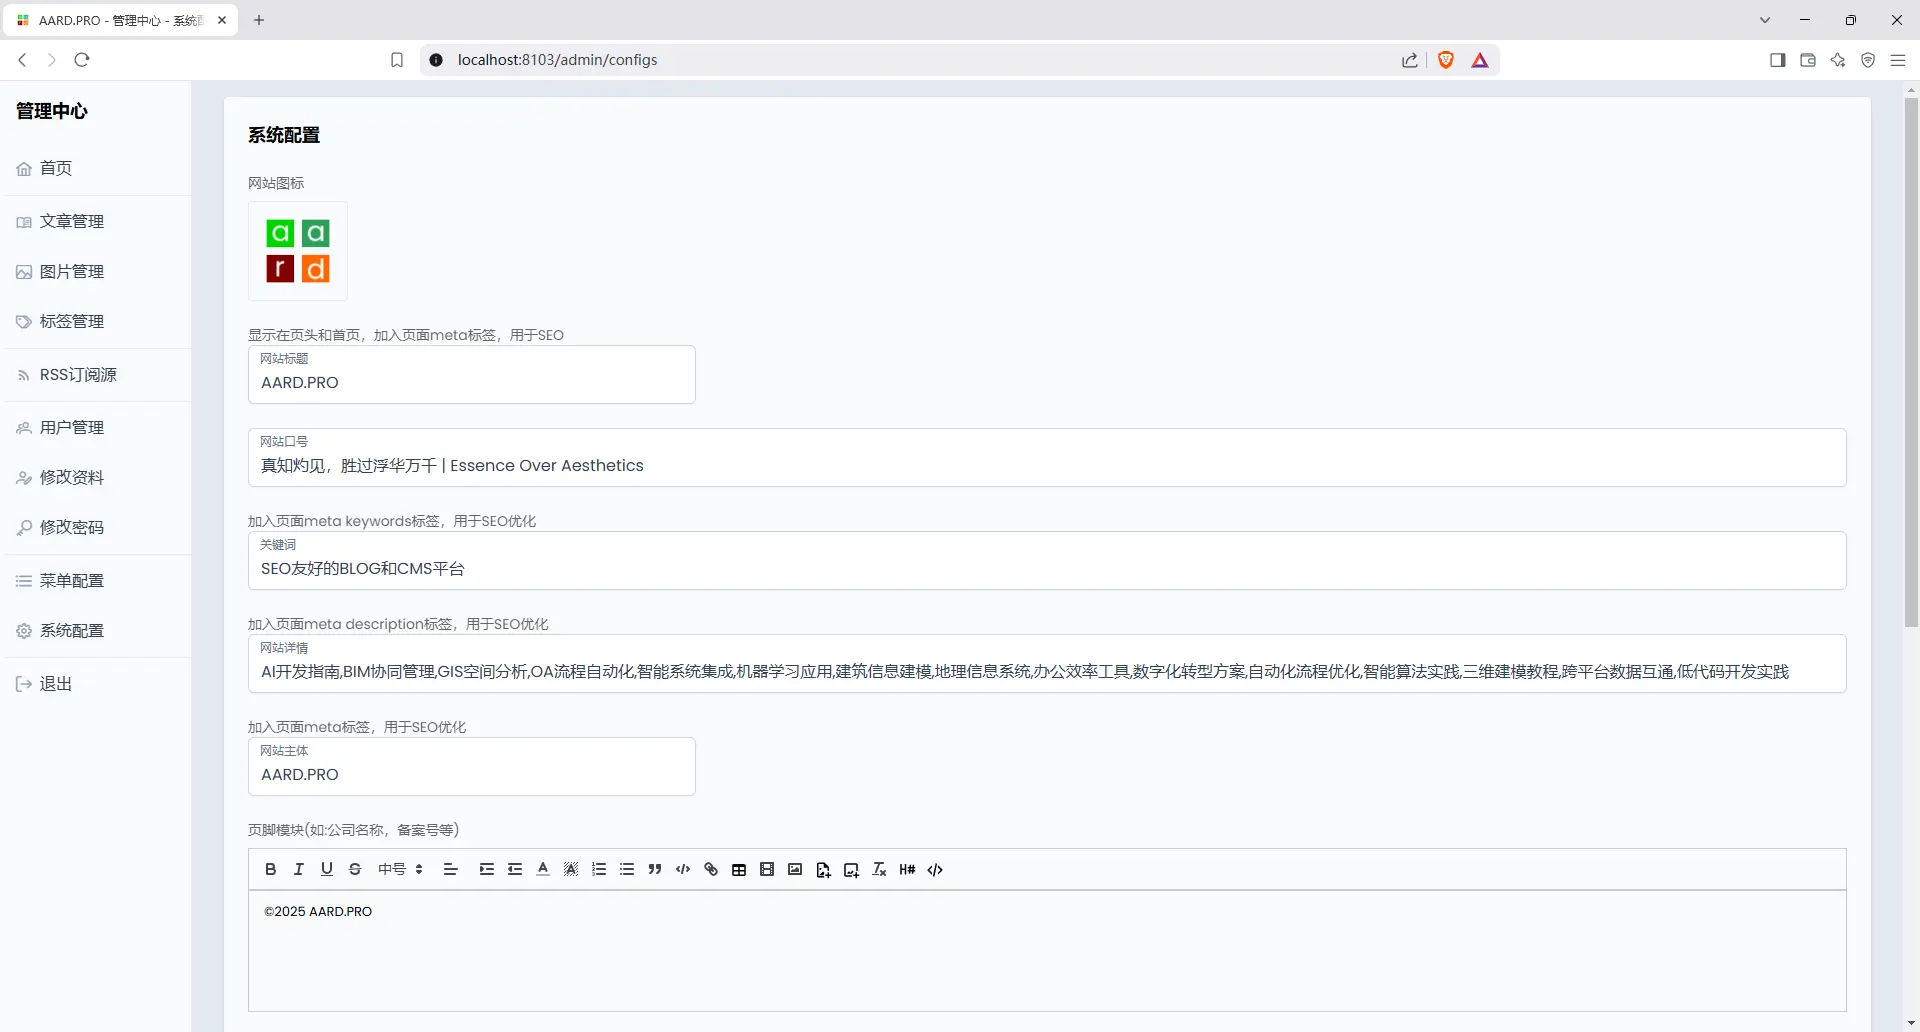 AARD.PRO - 管理中心 - 系统
localhost:8103/admin/configs
管理中心
首页
文章管理
图片管理
标签管理
RSS订阅源
用户管理
修改资料
修改密码
菜单配置
系统配置
退出
系统配置
网站图标
a a
r d
显示在页头和首页，加入页面meta标签，用于SEO
网站标题
AARD.PRO
网站口号
真知灼见，胜过浮华万千 | Essence Over Aesthetics
加入页面meta keywords标签，用于SEO优化
关键词
SEO友好的BLOG和CMS平台
加入页面meta description标签，用于SEO优化
网站详情
AI开发指南,BIM协同管理,GIS空间分析,OA流程自动化,智能系统集成,机器学习应用,建筑信息建模,地理信息系统,办公效率工具,数字化转型方案,自动化流程优化,智能算法实践,三维建模教程,跨平台数据互通,低代码开发实践
加入页面meta标签，用于SEO优化
网站主体
AARD.PRO
页脚模块(如:公司名称，备案号等)
B I U S 中号 A A H#
©2025 AARD.PRO